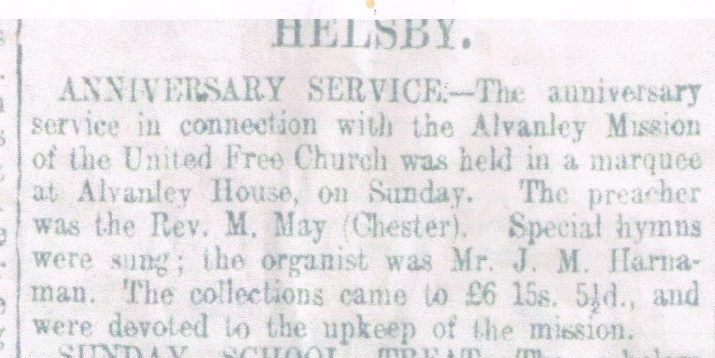 HELSBY.
ANNIVERSARY SERVICE.—The anniversary
service in connection with the Alvanley Mission
of the United Free Church was held in a marquee
at Alvanley House, on Sunday. The preacher
was the Rev. M. May (Chester). Special hymns
were sung; the organist was Mr. J. M. Harna-
man. The collections came to £6 15s. 5½d., and
were devoted to the upkeep of the mission.
SUNDAY SCHOOL TREAT